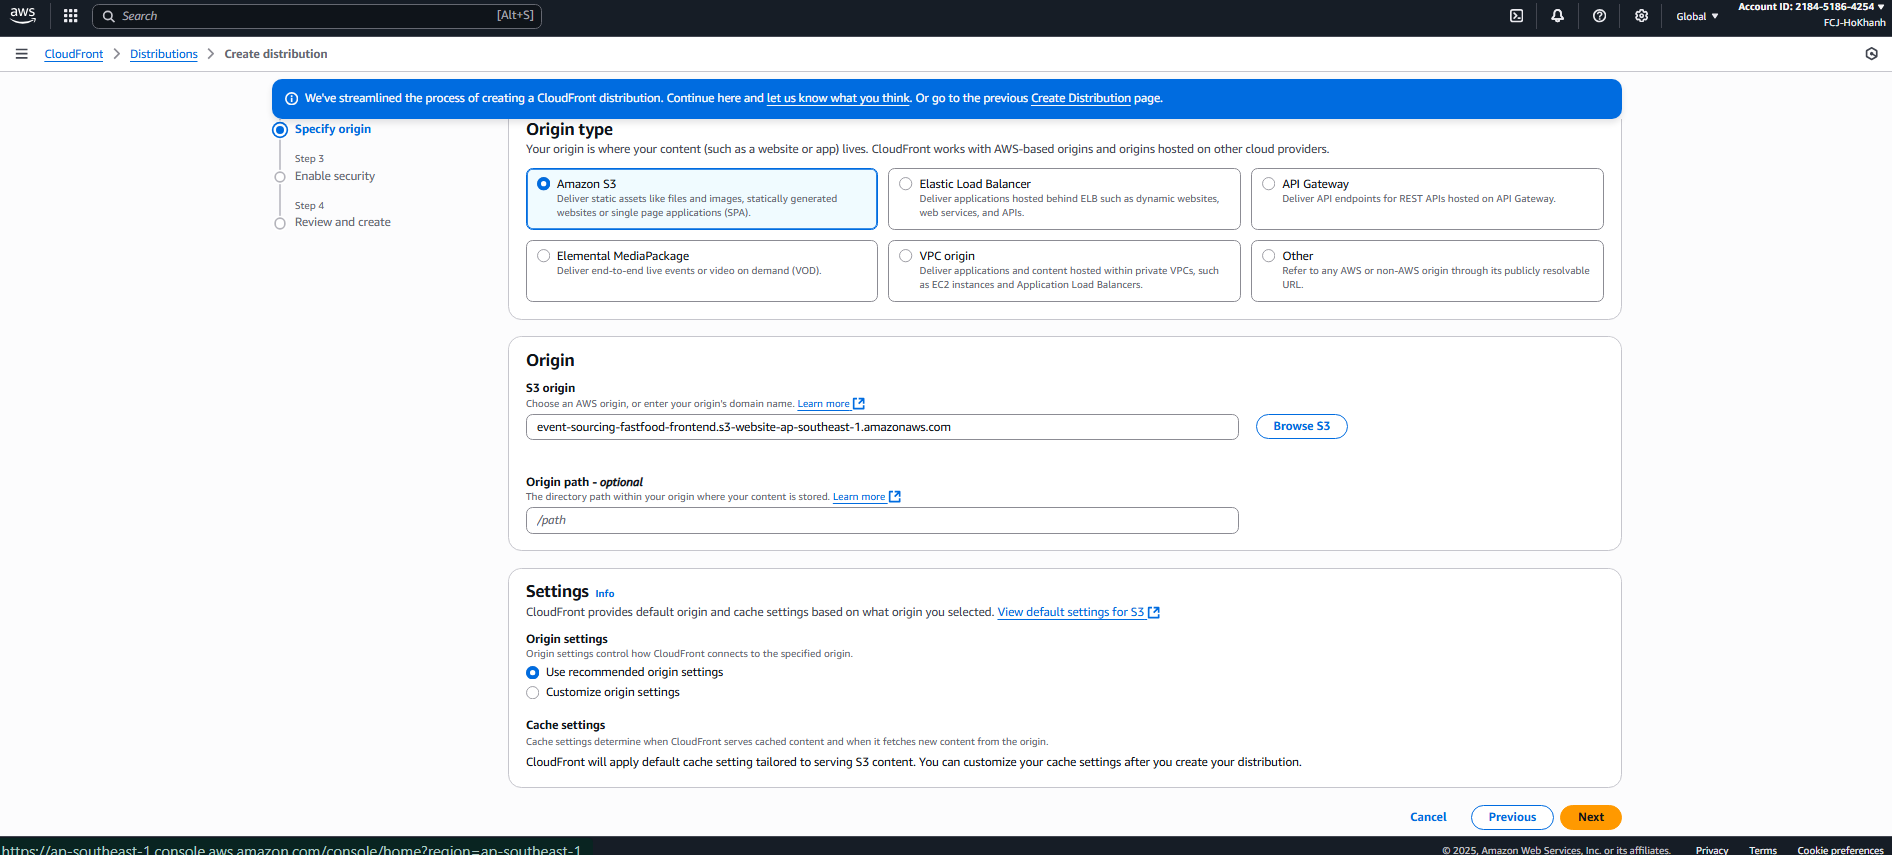 aws
Search
[Alt+S]
Global ▼
Account ID: 2184-5186-4254 ▼
FCJ-HoKhanh
CloudFront > Distributions > Create distribution
We've streamlined the process of creating a CloudFront distribution. Continue here and let us know what you think. Or go to the previous Create Distribution page.
Specify origin
Step 3
Enable security
Step 4
Review and create
Origin type
Your origin is where your content (such as a website or app) lives. CloudFront works with AWS-based origins and origins hosted on other cloud providers.
Amazon S3
Deliver static assets like files and images, statically generated
websites or single page applications (SPA).
Elastic Load Balancer
Deliver applications hosted behind ELB such as dynamic websites,
web services, and APIs.
API Gateway
Deliver API endpoints for REST APIs hosted on API Gateway.
Elemental MediaPackage
Deliver end-to-end live events or video on demand (VOD).
VPC origin
Deliver applications and content hosted within private VPCs, such
as EC2 instances and Application Load Balancers.
Other
Refer to any AWS or non-AWS origin through its publicly resolvable
URL.
Origin
S3 origin
Choose an AWS origin, or enter your origin's domain name. Learn more
event-sourcing-fastfood-frontend.s3-website-ap-southeast-1.amazonaws.com
Browse S3
Origin path - optional
The directory path within your origin where your content is stored. Learn more
/path
Settings Info
CloudFront provides default origin and cache settings based on what origin you selected. View default settings for S3
Origin settings
Origin settings control how CloudFront connects to the specified origin.
Use recommended origin settings
Customize origin settings
Cache settings
Cache settings determine when CloudFront serves cached content and when it fetches new content from the origin.
CloudFront will apply default cache setting tailored to serving S3 content. You can customize your cache settings after you create your distribution.
Cancel
Previous
Next
https://ap-southeast-1.console.aws.amazon.com/console/home?region=ap-southeast-1
© 2025, Amazon Web Services, Inc. or its affiliates.
Privacy
Terms
Cookie preferences